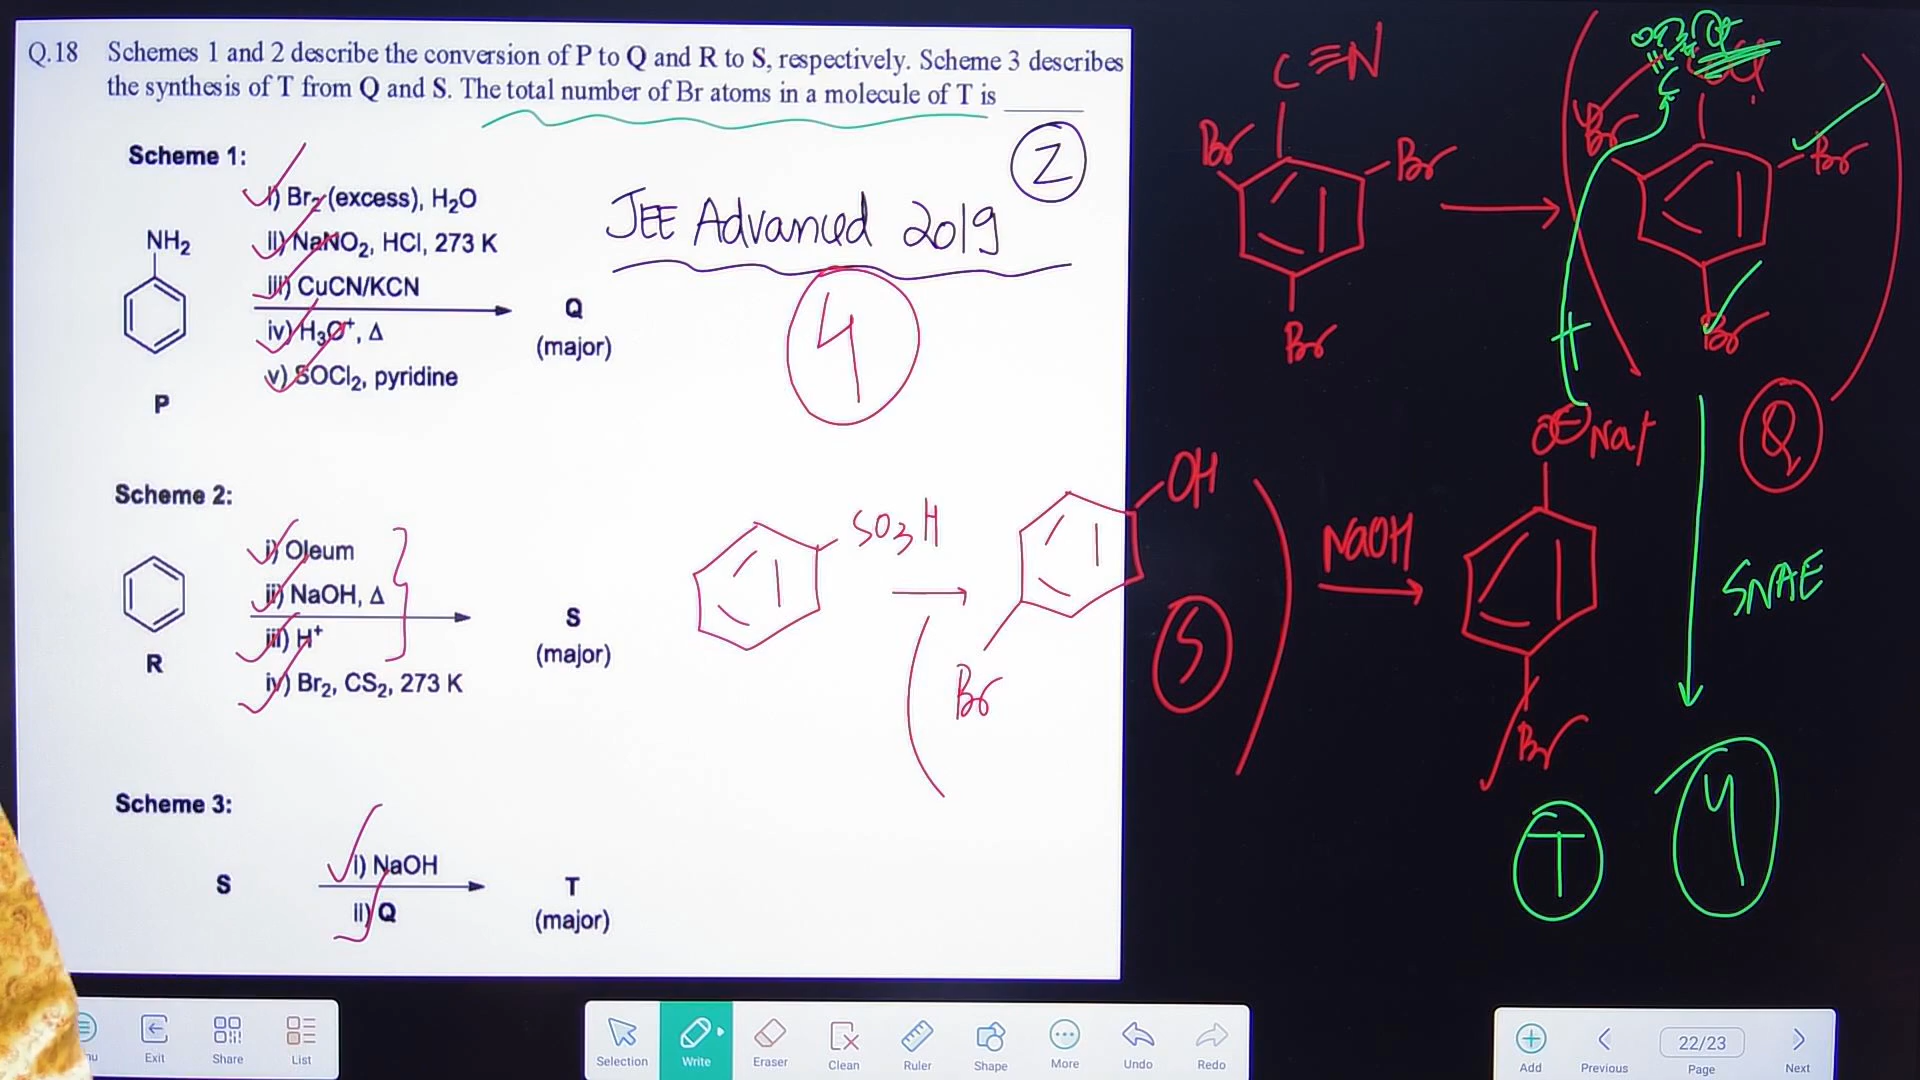 Q.18 Schemes 1 and 2 describe the conversion of P to Q and R to S, respectively. Scheme 3 describes
the synthesis of T from Q and S. The total number of Br atoms in a molecule of T is ______
2
Scheme 1:
JEE Advanced 2019
NH₂
P
i) Br₂ (excess), H₂O
ii) NaNO₂, HCl, 273 K
iii) CuCN/KCN
iv) H₃O⁺, Δ
v) SOCl₂, pyridine
Q
(major)
4
Scheme 2:
R
i) Oleum
ii) NaOH, Δ
iii) H⁺
iv) Br₂, CS₂, 273 K
S
(major)
SO₃H
OH
Br
S
Scheme 3:
S
i) NaOH
ii) Q
T
(major)
C≡N
Br
Br
Br
Br
Br
Br
Q
NaOH
O⊖Na+
Br
SNAE
T
4
Exit
Share
List
Selection
Write
Eraser
Clean
Ruler
Shape
More
Undo
Redo
Add
Previous
22/23
Page
Next